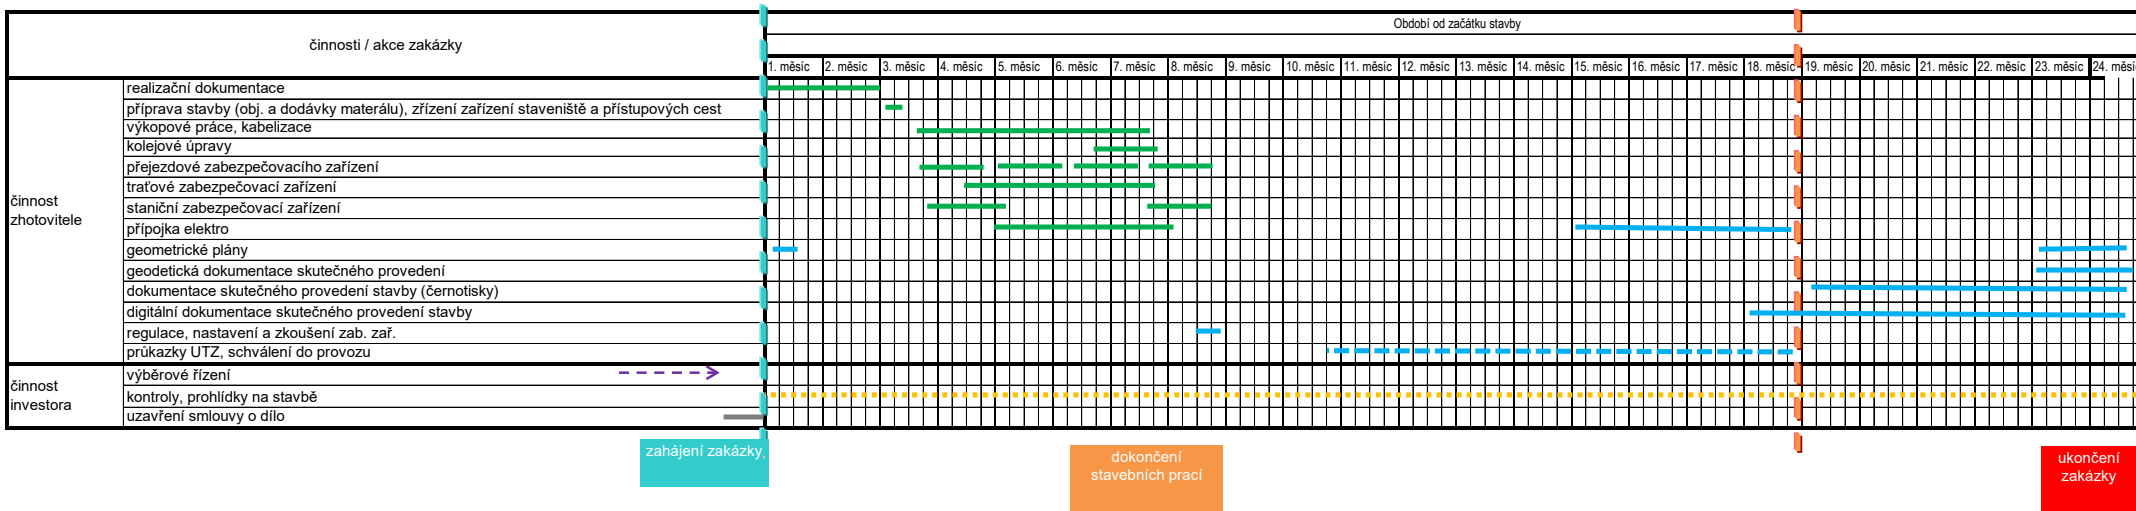 Období od začátku stavby
činnosti / akce zakázky
1. měsíc 2. měsíc 3. měsíc 4. měsíc 5. měsíc 6. měsíc 7. měsíc 8. měsíc 9. měsíc 10. měsíc 11. měsíc 12. měsíc 13. měsíc 14. měsíc 15. měsíc 16. měsíc 17. měsíc 18. měsíc 19. měsíc 20. měsíc 21. měsíc 22. měsíc 23. měsíc 24. měsíc
činnost
zhotovitele
realizační dokumentace
příprava stavby (obj. a dodávky materálu), zřízení zařízení staveniště a přístupových cest
výkopové práce, kabelizace
kolejové úpravy
přejezdové zabezpečovacího zařízení
traťové zabezpečovací zařízení
staniční zabezpečovací zařízení
přípojka elektro
geometrické plány
geodetická dokumentace skutečného provedení
dokumentace skutečného provedení stavby (černotisky)
digitální dokumentace skutečného provedení stavby
regulace, nastavení a zkoušení zab. zař.
průkazky UTZ, schválení do provozu
činnost
investora
výběrové řízení
kontroly, prohlídky na stavbě
uzavření smlouvy o dílo
zahájení zakázky,
dokončení
stavebních prací
ukončení
zakázky